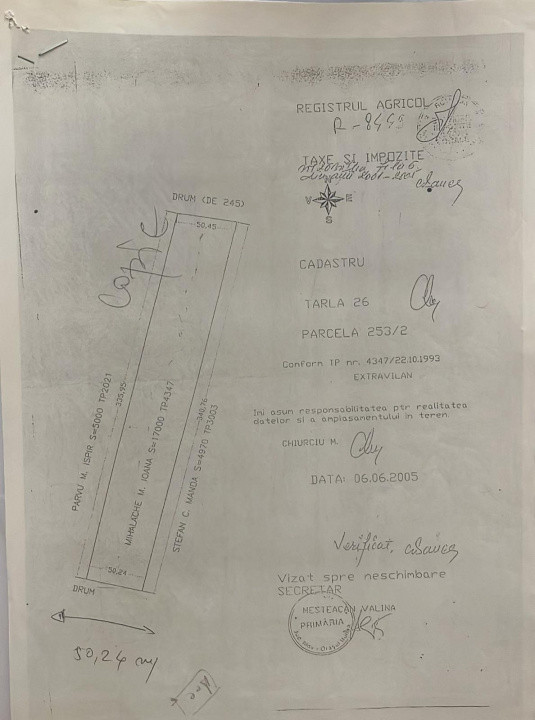 REGISTRUL AGRICOL
TAXE SI IMPOZITE
V
E
S
DRUM (DE 245)
50,45
Copie
CADASTRU
TARLA 26
PARCELA 253/2
Conform TP nr. 4347/22.10.1993
EXTRAVILAN
Imi asum responsabilitatea ptr realitatea
datelor si a amplasamentului in teren.
CHIURCIU M.
DATA: 06.06.2005
PARVU M. ISPIR S=5000 TP2021
MIHALACHE M. IOANA S=17000 TP4347
STEFAN C. MANDA S=4970 TP3003
50,24
DRUM
50,24 m
Verificat,
Vizat spre neschimbare
SECRETAR
MESTEACAN VALINA
PRIMĂRIA